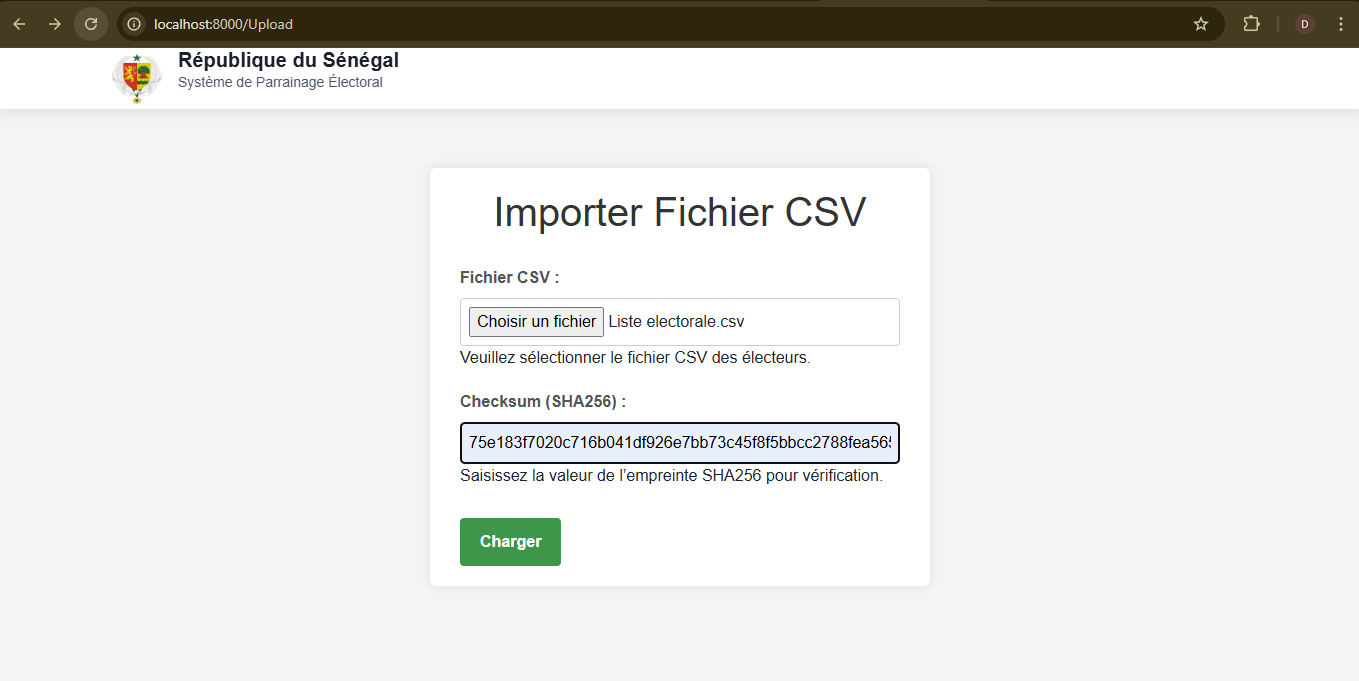 localhost:8000/Upload
D
République du Sénégal
Système de Parrainage Électoral
Importer Fichier CSV
Fichier CSV :
Choisir un fichier Liste electorale.csv
Veuillez sélectionner le fichier CSV des électeurs.
Checksum (SHA256) :
75e183f7020c716b041df926e7bb73c45f8f5bbcc2788fea565
Saisissez la valeur de l’empreinte SHA256 pour vérification.
Charger